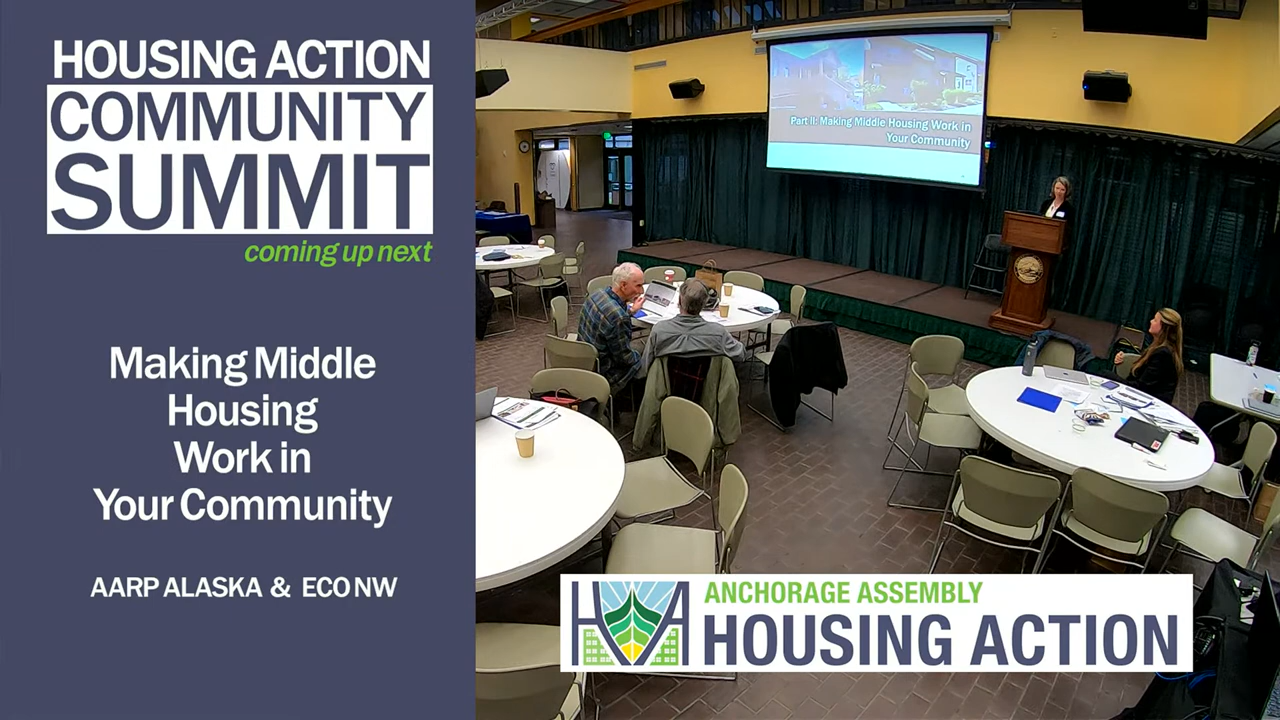 HOUSING ACTION
COMMUNITY
SUMMIT
coming up next
Making Middle
Housing
Work in
Your Community
AARP ALASKA & ECONW
Part II: Making Middle Housing Work in
Your Community
ANCHORAGE ASSEMBLY
HOUSING ACTION